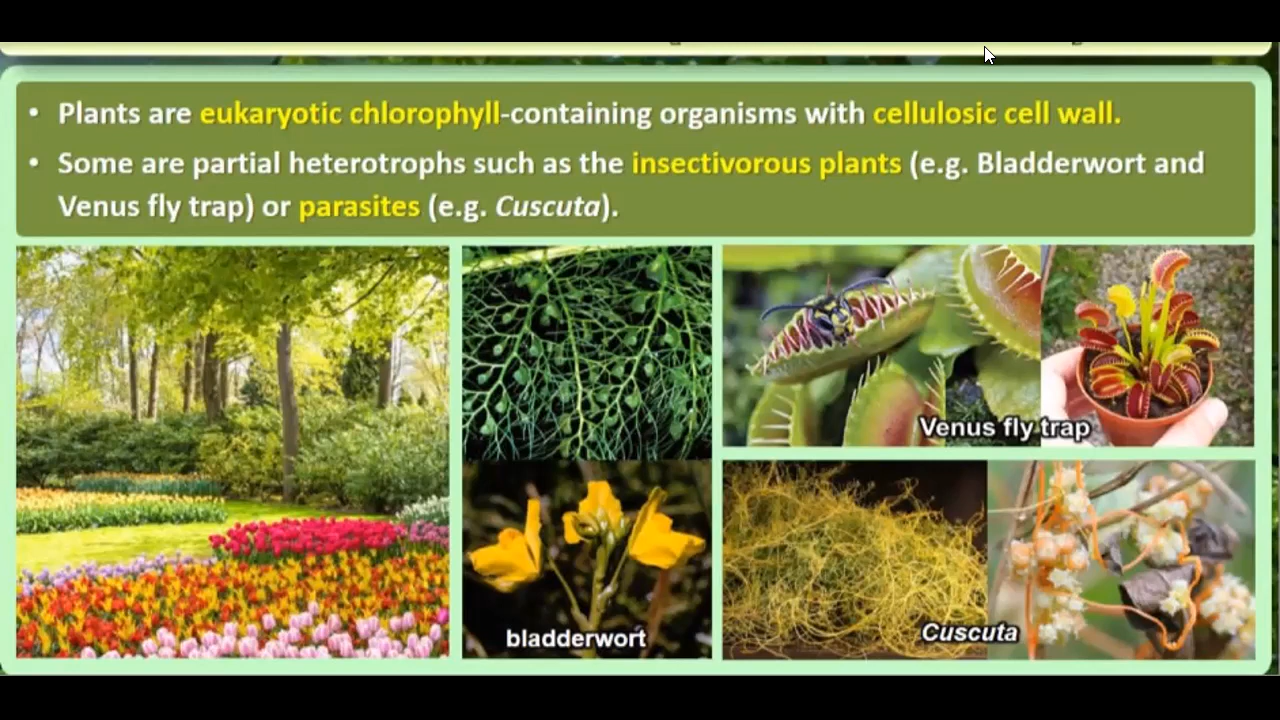 • Plants are eukaryotic chlorophyll-containing organisms with cellulosic cell wall.
• Some are partial heterotrophs such as the insectivorous plants (e.g. Bladderwort and
Venus fly trap) or parasites (e.g. Cuscuta).
Venus fly trap
bladderwort
Cuscuta